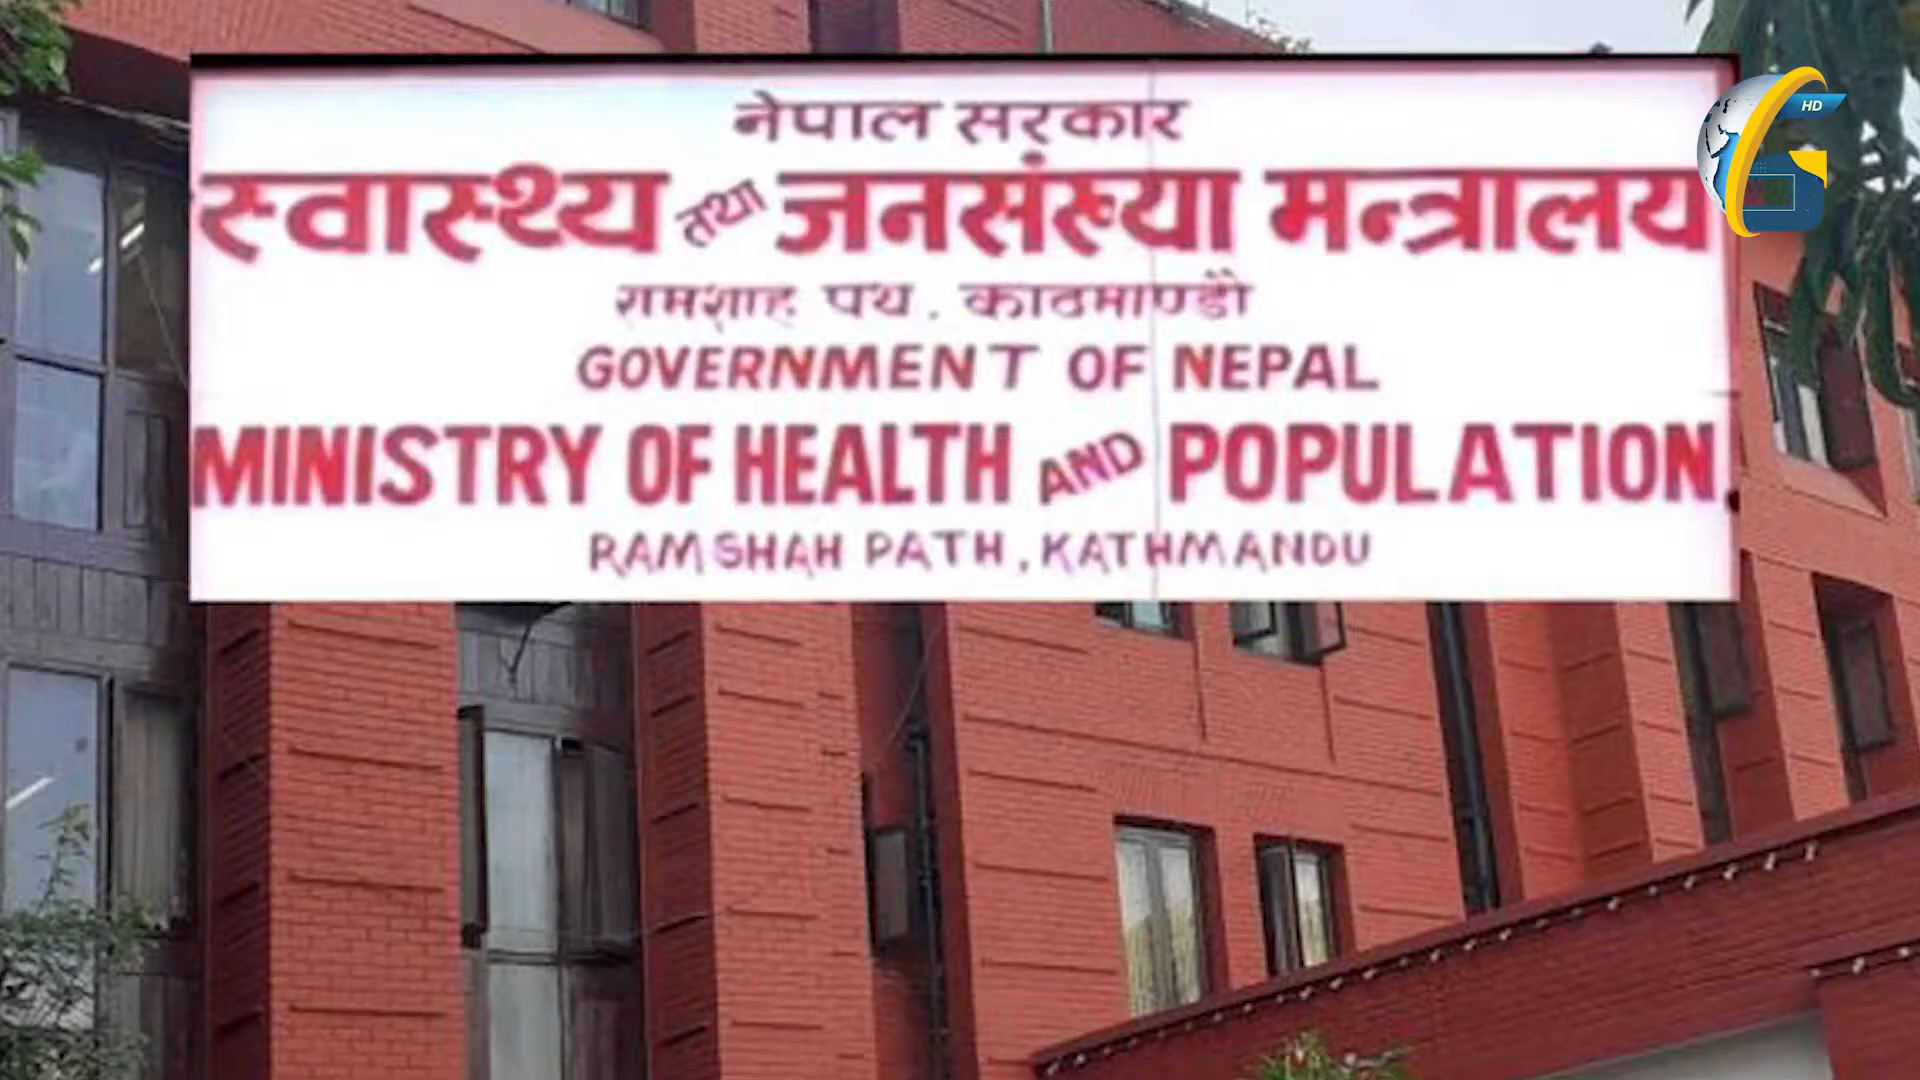 नेपाल सरकार
स्वास्थ्य तथा जनसंख्या मन्त्रालय
रामशाह पथ. काठमाण्डौ
GOVERNMENT OF NEPAL
MINISTRY OF HEALTH AND POPULATION.
RAMSHAH PATH, KATHMANDU
HD